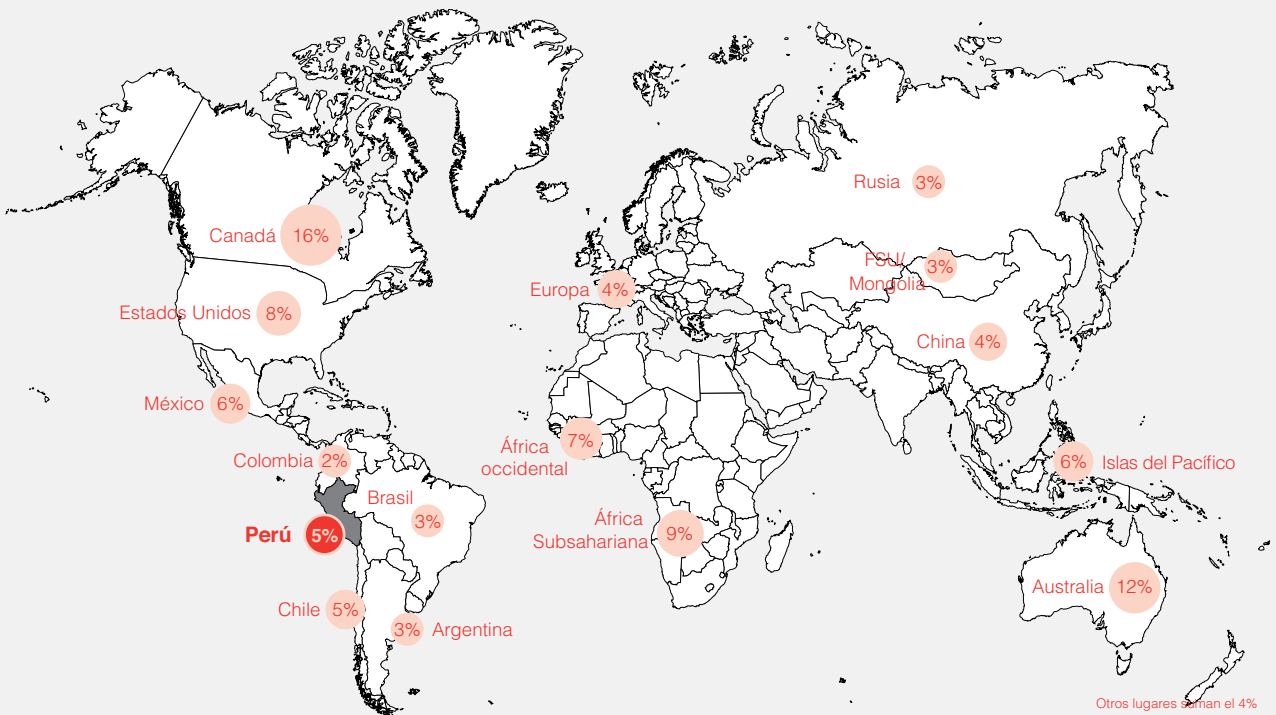 Rusia 3%
Canadá 16%
FSU/
Mongolia 3%
Europa 4%
Estados Unidos 8%
China 4%
México 6%
África
occidental 7%
Colombia 2%
6% Islas del Pacífico
Brasil
3%
África
Subsahariana 9%
Perú 5%
Australia 12%
Chile 5%
3% Argentina
Otros lugares suman el 4%